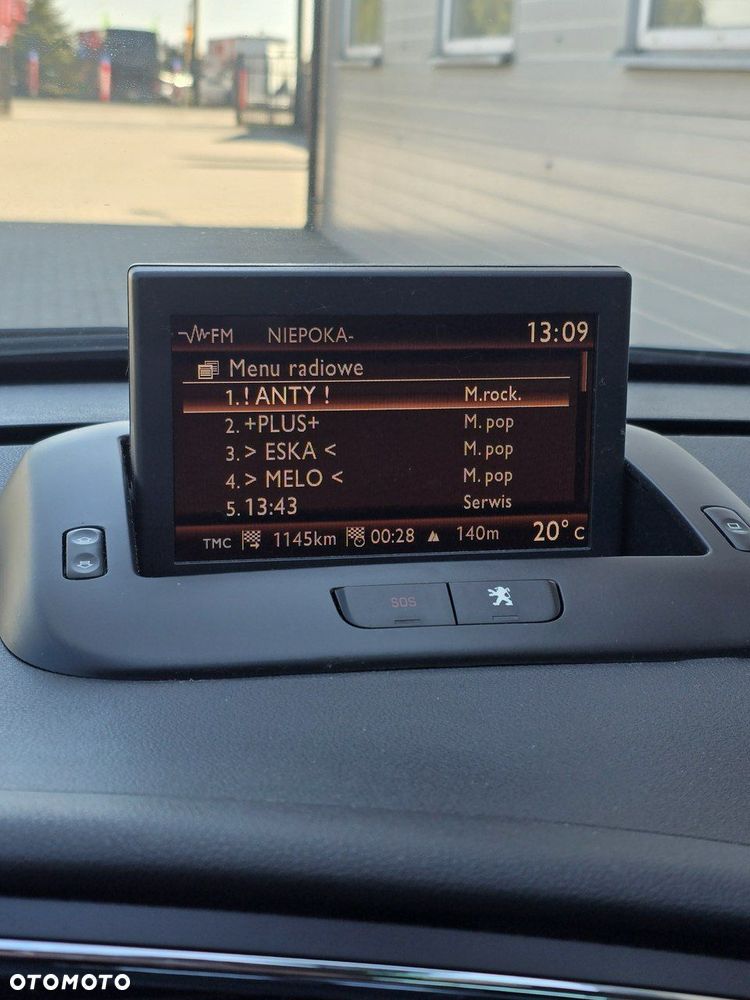 FM NIEPOKA- 13:09
Menu radiowe
1. ! ANTY ! M.rock.
2. +PLUS+ M. pop
3. > ESKA < M. pop
4. > MELO < M. pop
5. 13:43 Serwis
TMC 1145km 00:28 140m 20° C
SOS
OTOMOTO